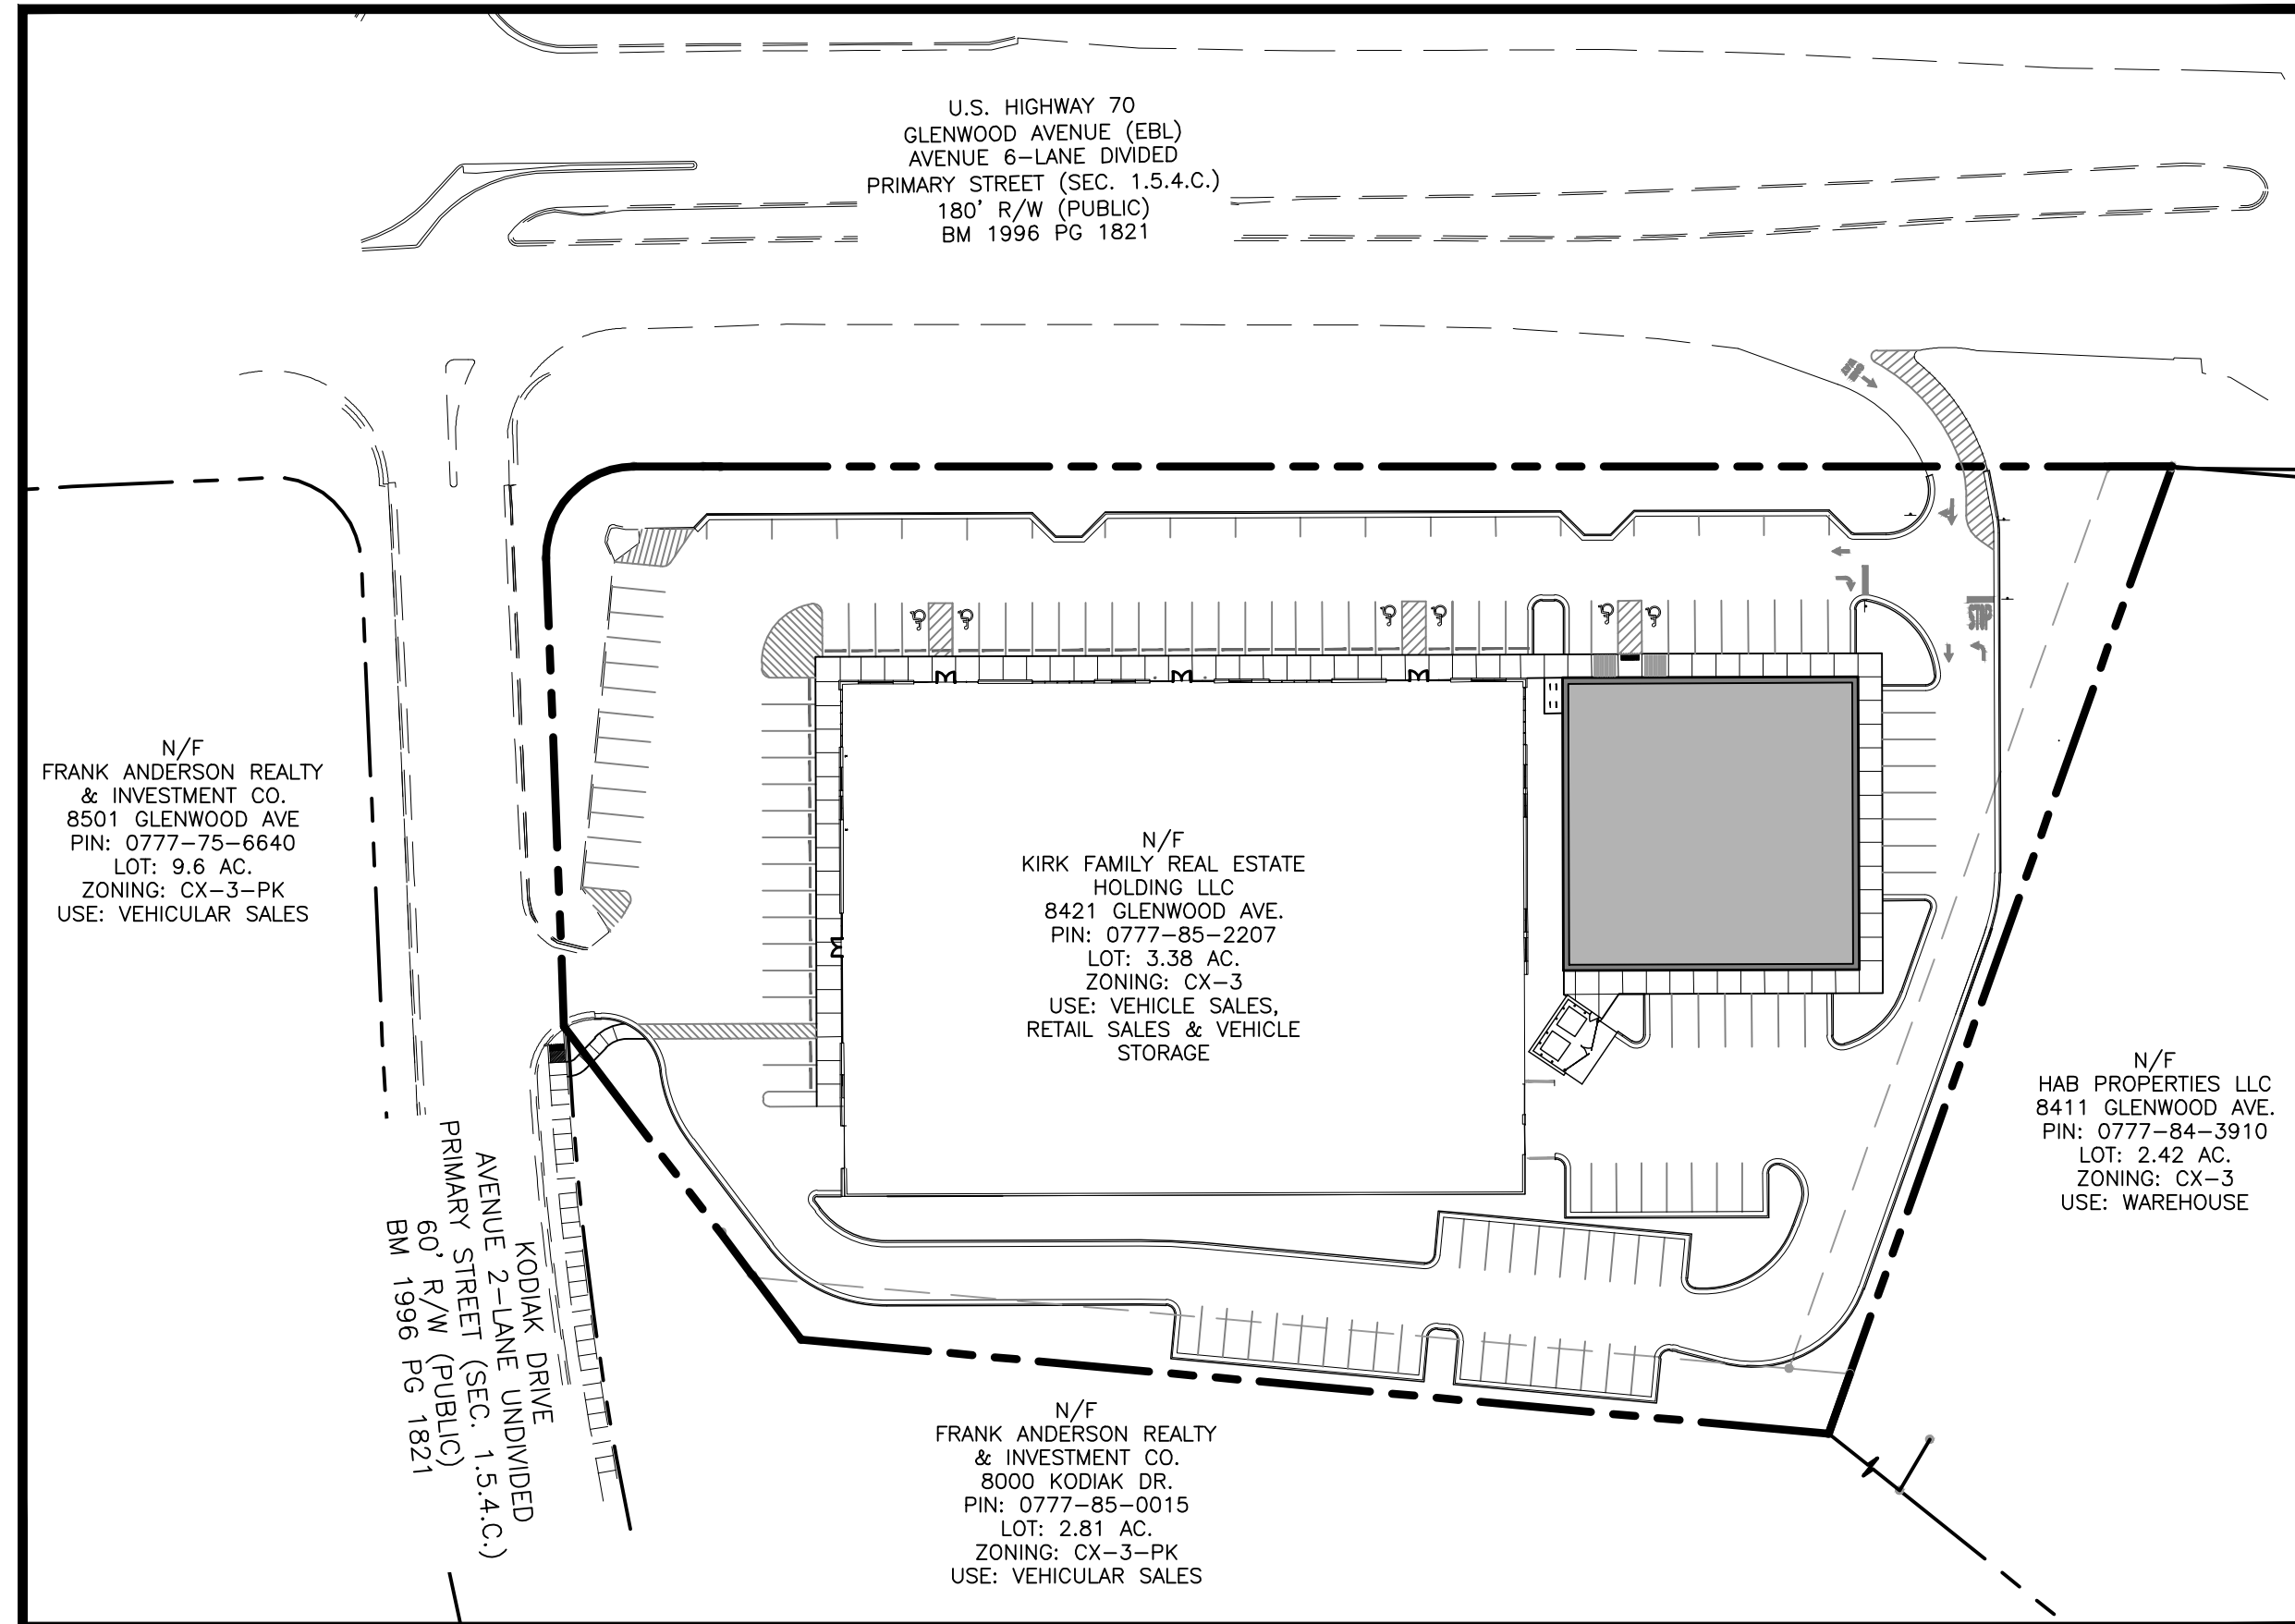 U.S. HIGHWAY 70
GLENWOOD AVENUE (EBL)
AVENUE 6-LANE DIVIDED
PRIMARY STREET (SEC. 1.5.4.C.)
180' R/W (PUBLIC)
BM 1996 PG 1821
STOP
N/F
FRANK ANDERSON REALTY
& INVESTMENT CO.
8501 GLENWOOD AVE
PIN: 0777-75-6640
LOT: 9.6 AC.
ZONING: CX-3-PK
USE: VEHICULAR SALES
N/F
KIRK FAMILY REAL ESTATE
HOLDING LLC
8421 GLENWOOD AVE.
PIN: 0777-85-2207
LOT: 3.38 AC.
ZONING: CX-3
USE: VEHICLE SALES,
RETAIL SALES & VEHICLE
STORAGE
N/F
HAB PROPERTIES LLC
8411 GLENWOOD AVE.
PIN: 0777-84-3910
LOT: 2.42 AC.
ZONING: CX-3
USE: WAREHOUSE
KODIAK DRIVE
AVENUE 2-LANE UNDIVIDED
PRIMARY STREET (SEC. 1.5.4.C.)
60' R/W (PUBLIC)
BM 1996 PG 1821
N/F
FRANK ANDERSON REALTY
& INVESTMENT CO.
8000 KODIAK DR.
PIN: 0777-85-0015
LOT: 2.81 AC.
ZONING: CX-3-PK
USE: VEHICULAR SALES